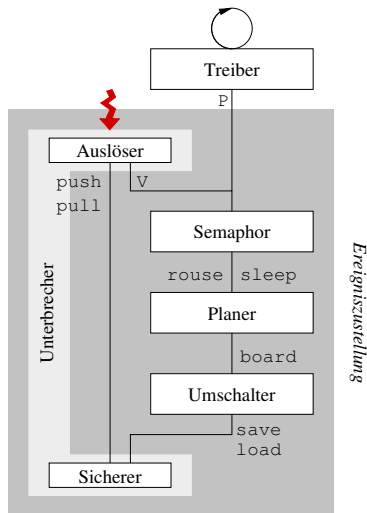 Treiber
P
Auslöser
push V
pull
Semaphor
rouse sleep
Planer
board
Umschalter
save
load
Sicherer
Unterbrecher
Ereigniszustellung